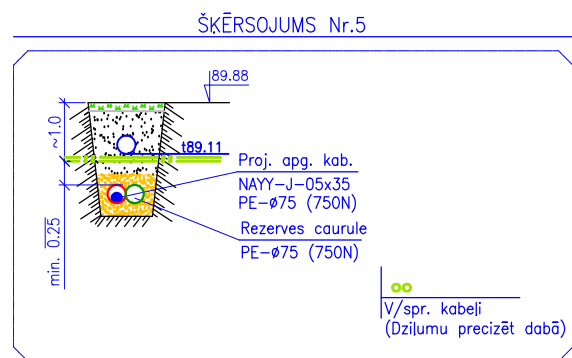 ŠĶĒRSOJUMS Nr.5
89.88
~1.0
t89.11
Proj. apg. kab.
NAYY-J-05x35
PE-ø75 (750N)
Rezerves caurule
PE-ø75 (750N)
min. 0.25
V/spr. kabeļi
(Dziļumu precizēt dabā)